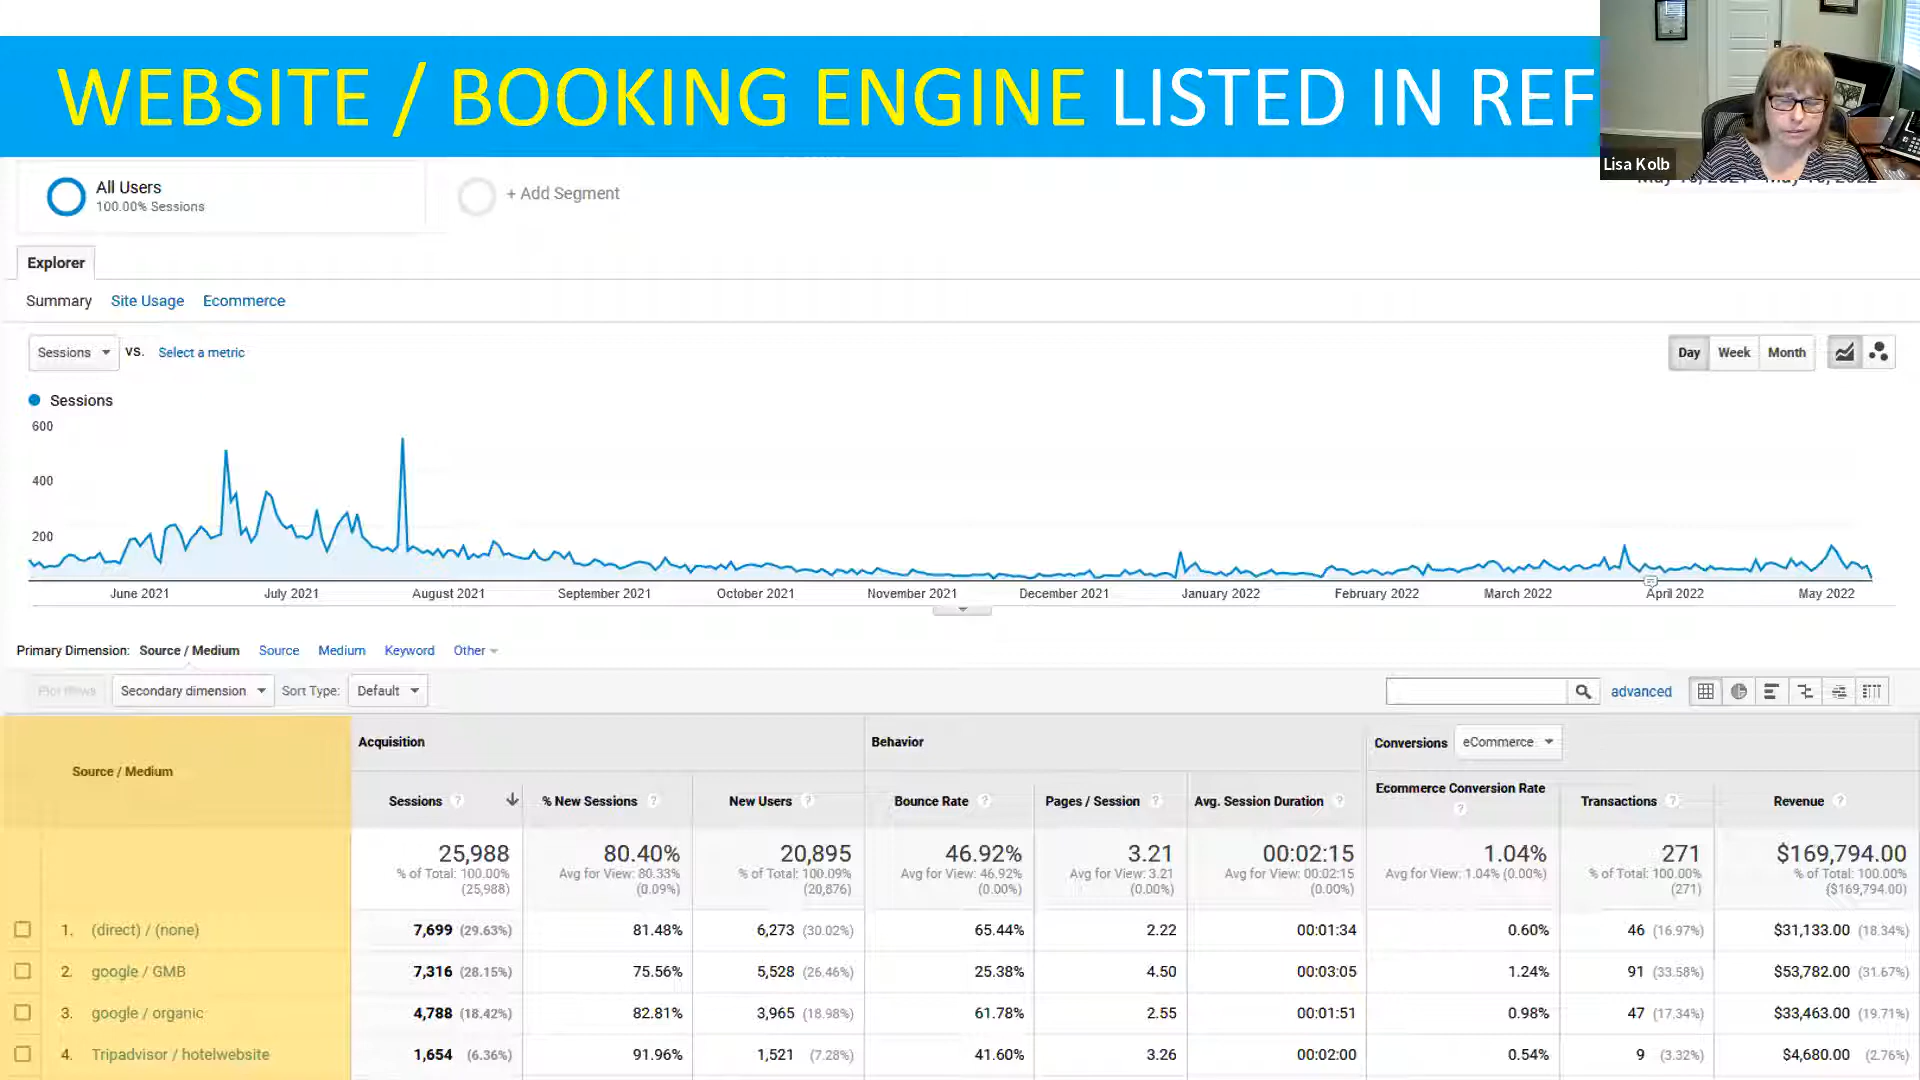 WEBSITE / BOOKING ENGINE LISTED IN REF
Lisa Kolb
All Users
100.00% Sessions
+ Add Segment
Explorer
Summary Site Usage Ecommerce
Sessions VS. Select a metric
Day Week Month
Sessions
600
400
200
June 2021 July 2021 August 2021 September 2021 October 2021 November 2021 December 2021 January 2022 February 2022 March 2022 April 2022 May 2022
Primary Dimension: Source / Medium Source Medium Keyword Other
Plot Rows Secondary dimension Sort Type: Default advanced
Source / Medium Acquisition Behavior Conversions eCommerce
Sessions ? % New Sessions ? New Users ? Bounce Rate ? Pages / Session ? Avg. Session Duration ? Ecommerce Conversion Rate ? Transactions ? Revenue ?
25,988 80.40% 20,895 46.92% 3.21 00:02:15 1.04% 271 $169,794.00
% of Total: 100.00% Avg for View: 80.33% % of Total: 100.09% Avg for View: 46.92% Avg for View: 3.21 Avg for View: 00:02:15 Avg for View: 1.04% (0.00%) % of Total: 100.00% % of Total: 100.00%
(25,988) (0.09%) (20,876) (0.00%) (0.00%) (0.00%) (271) ($169,794.00)
1. (direct) / (none) 7,699 (29.63%) 81.48% 6,273 (30.02%) 65.44% 2.22 00:01:34 0.60% 46 (16.97%) $31,133.00 (18.34%)
2. google / GMB 7,316 (28.15%) 75.56% 5,528 (26.46%) 25.38% 4.50 00:03:05 1.24% 91 (33.58%) $53,782.00 (31.67%)
3. google / organic 4,788 (18.42%) 82.81% 3,965 (18.98%) 61.78% 2.55 00:01:51 0.98% 47 (17.34%) $33,463.00 (19.71%)
4. Tripadvisor / hotelwebsite 1,654 (6.36%) 91.96% 1,521 (7.28%) 41.60% 3.26 00:02:00 0.54% 9 (3.32%) $4,680.00 (2.76%)